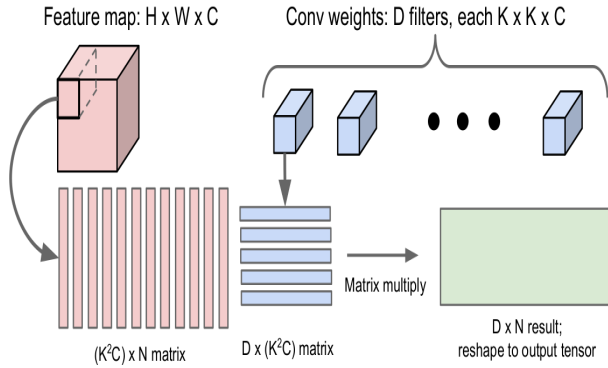 Feature map: H x W x C
Conv weights: D filters, each K x K x C
Matrix multiply
(K²C) x N matrix
D x (K²C) matrix
D x N result;
reshape to output tensor